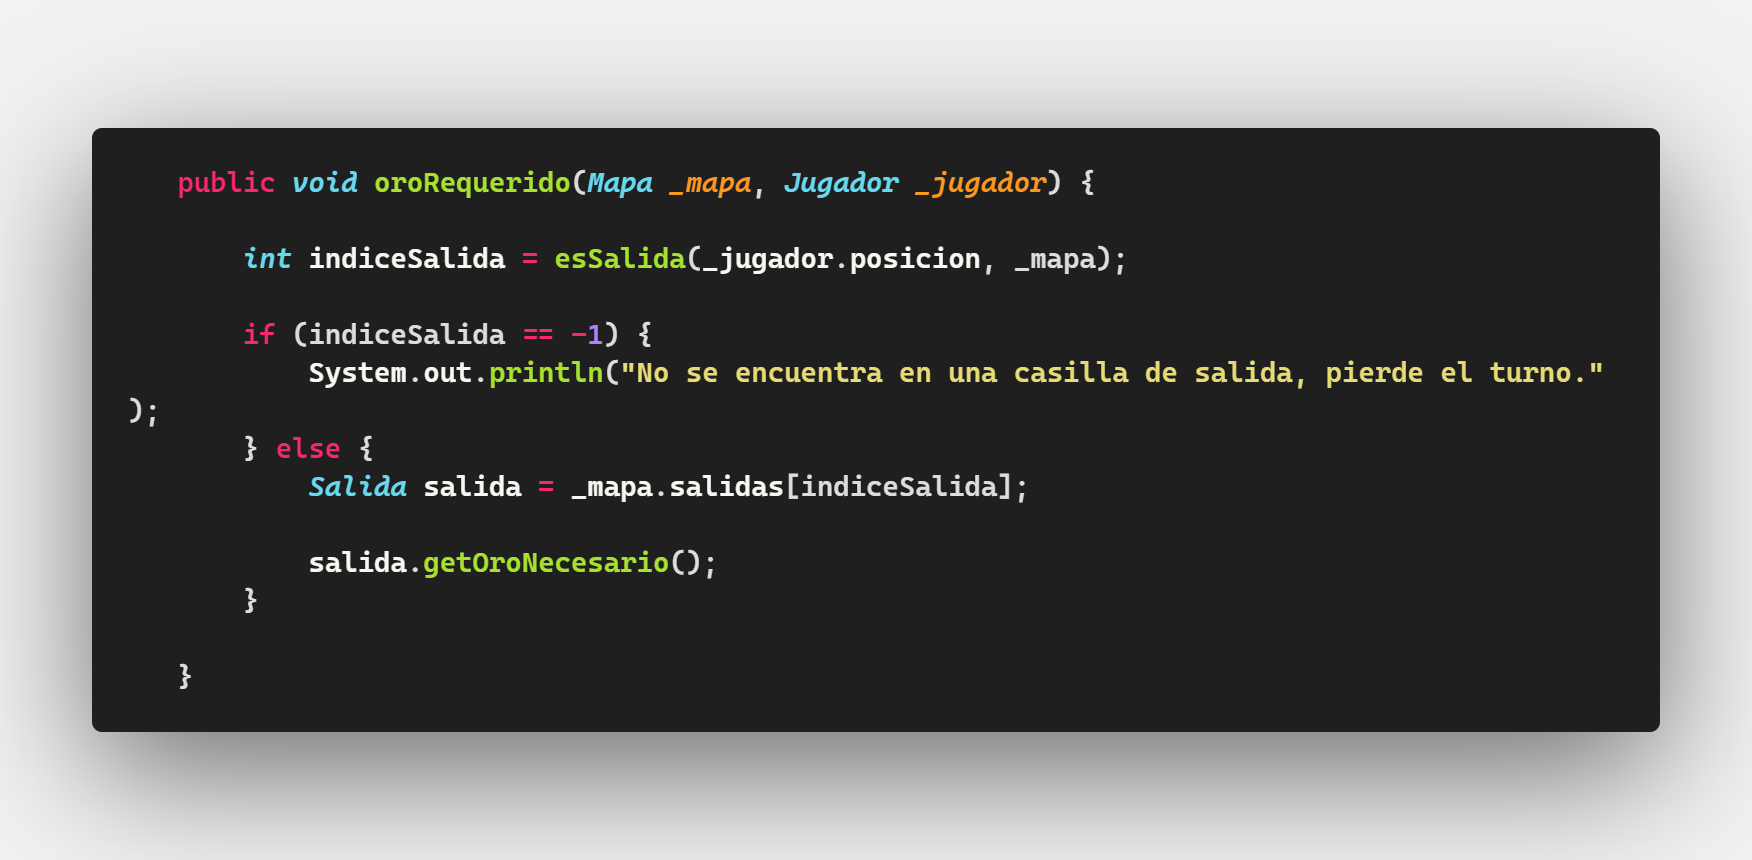 public void oroRequerido(Mapa _mapa, Jugador _jugador) {
int indiceSalida = esSalida(_jugador.posicion, _mapa);
if (indiceSalida == -1) {
System.out.println("No se encuentra en una casilla de salida, pierde el turno."
);
} else {
Salida salida = _mapa.salidas[indiceSalida];
salida.getOroNecesario();
}
}